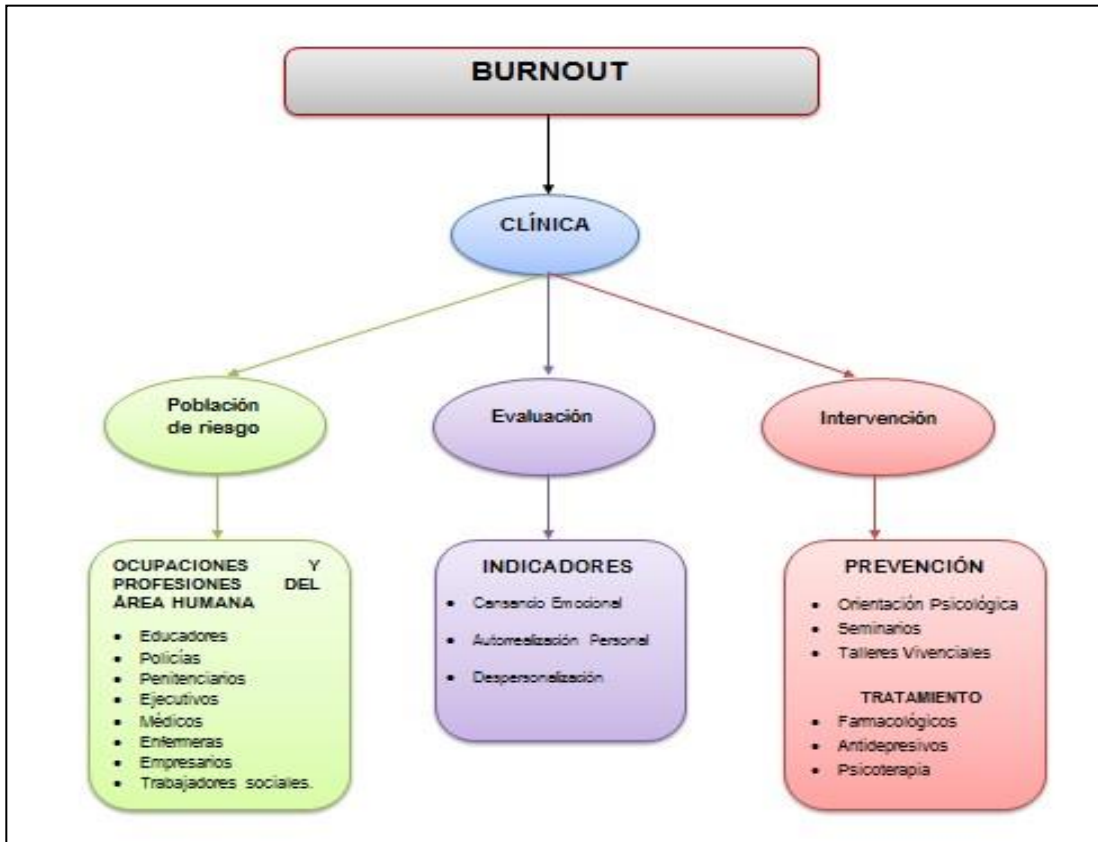 BURNOUT
CLÍNICA
Población
de riesgo
Evaluación
Intervención
OCUPACIONES Y
PROFESIONES DEL
ÁREA HUMANA
• Educadores
• Policías
• Penitenciarios
• Ejecutivos
• Médicos
• Enfermeras
• Empresarios
• Trabajadores sociales.
INDICADORES
• Cansancio Emocional
• Autorrealización Personal
• Despersonalización
PREVENCIÓN
• Orientación Psicológica
• Seminarios
• Talleres Vivenciales
TRATAMIENTO
• Farmacológicos
• Antidepresivos
• Psicoterapia